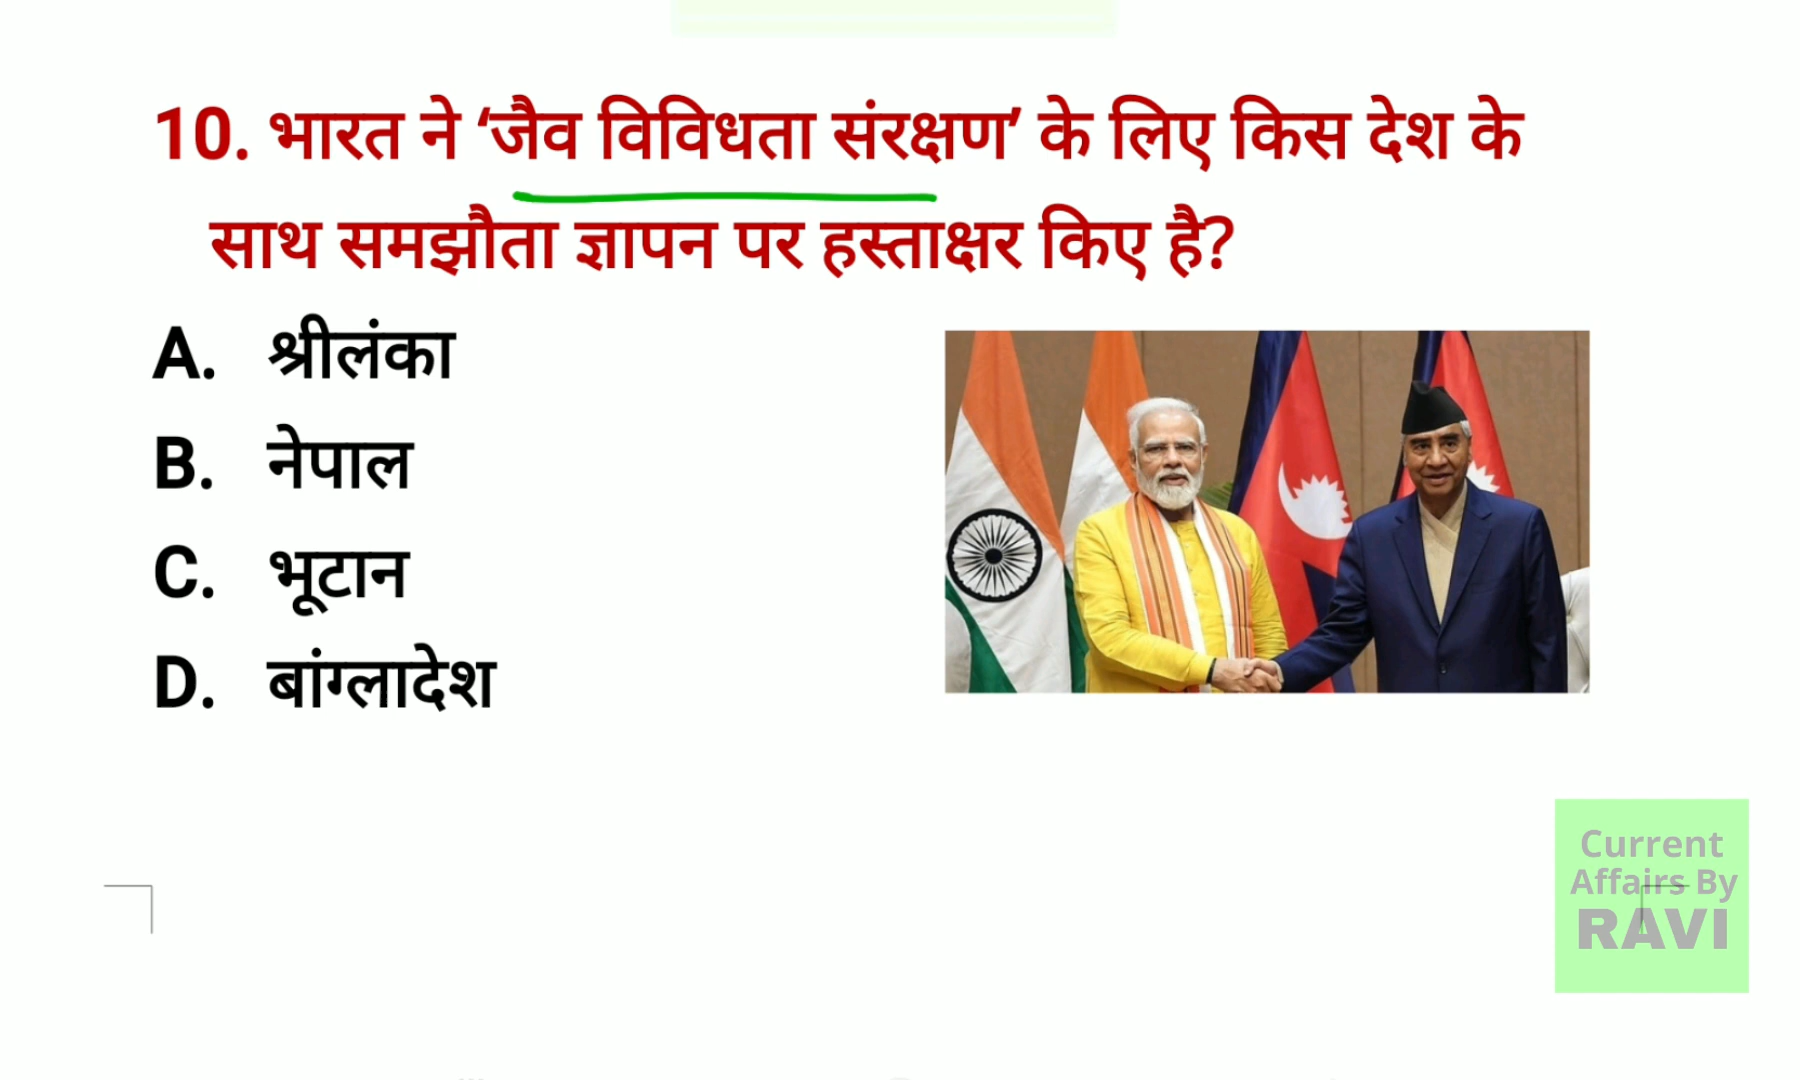 10. भारत ने ‘जैव विविधता संरक्षण’ के लिए किस देश के
साथ समझौता ज्ञापन पर हस्ताक्षर किए है?
A. श्रीलंका
B. नेपाल
C. भूटान
D. बांग्लादेश
Current
Affairs By
RAVI